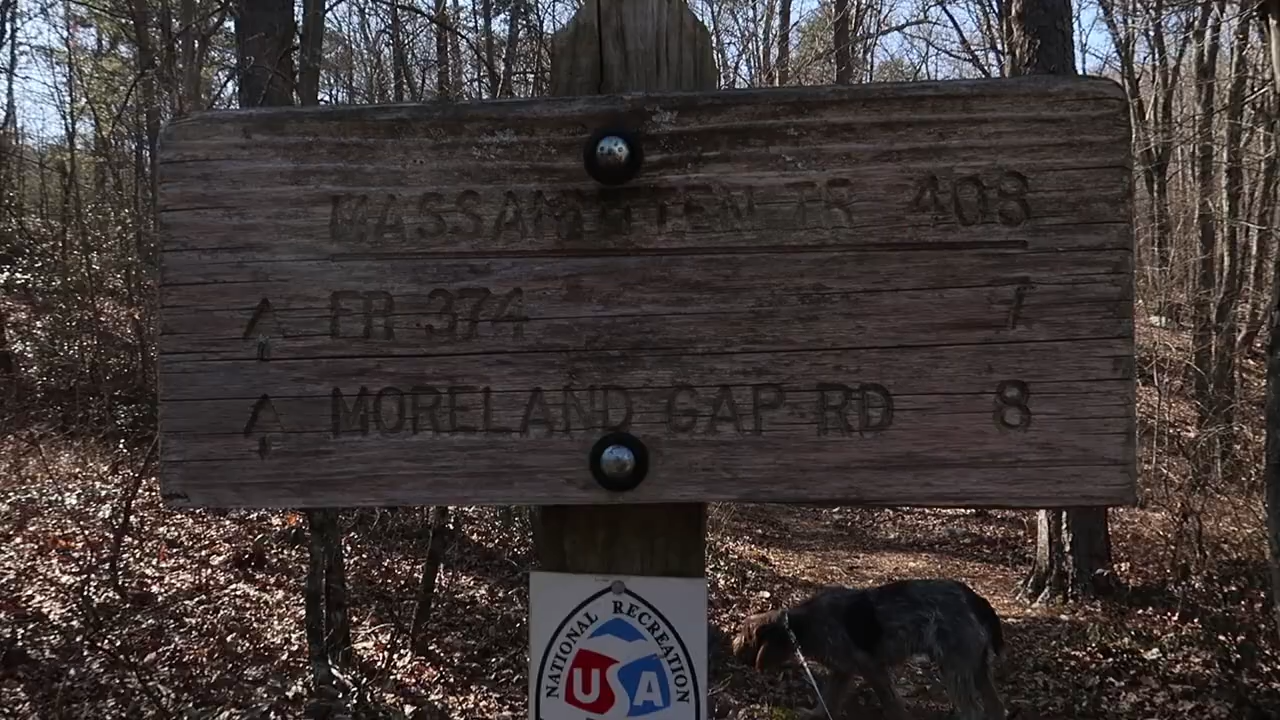 MASSANUTTEN TR 408
FR 374 1
MORELAND GAP RD 8
NATIONAL RECREATION
USA